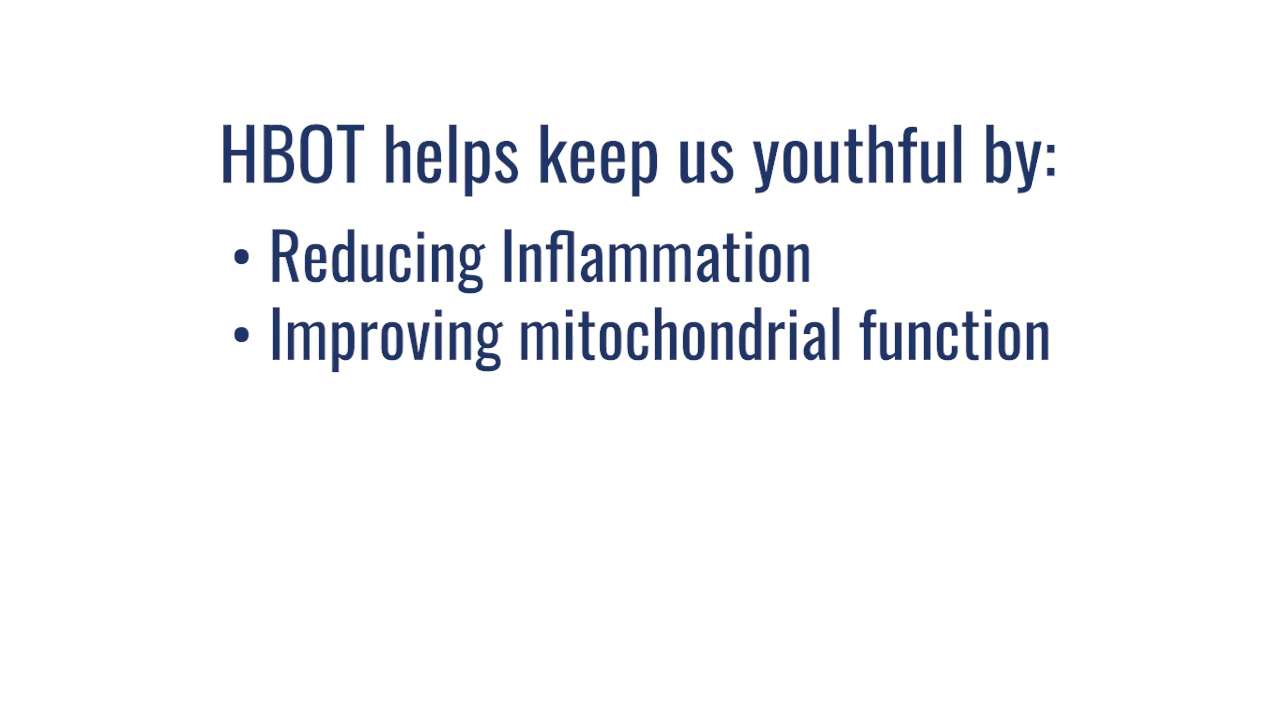 HBOT helps keep us youthful by:
• Reducing Inflammation
• Improving mitochondrial function